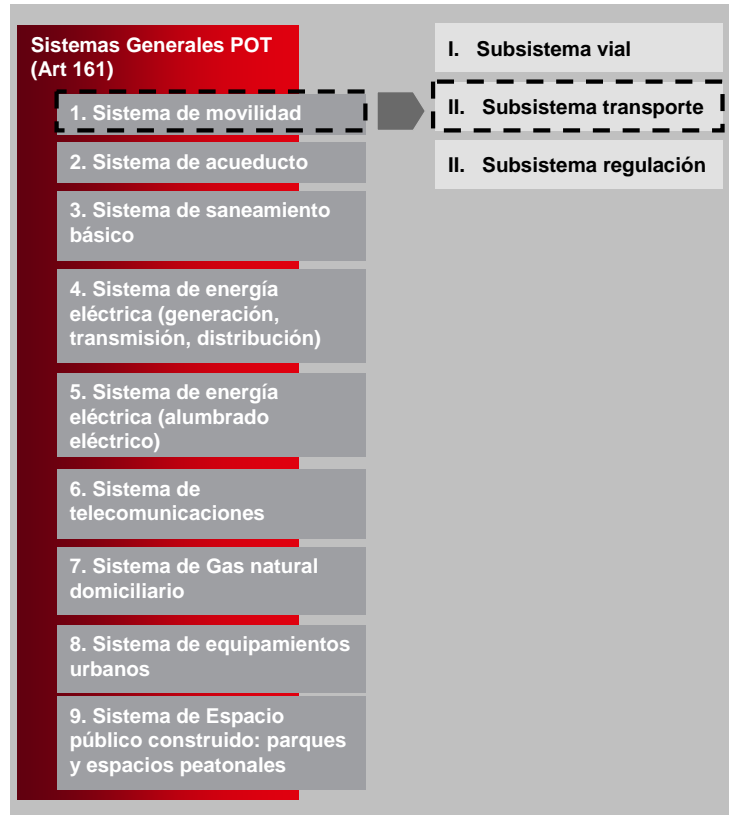 Sistemas Generales POT
(Art 161)
1. Sistema de movilidad
2. Sistema de acueducto
3. Sistema de saneamiento
básico
4. Sistema de energía
eléctrica (generación,
transmisión, distribución)
5. Sistema de energía
eléctrica (alumbrado
eléctrico)
6. Sistema de
telecomunicaciones
7. Sistema de Gas natural
domiciliario
8. Sistema de equipamientos
urbanos
9. Sistema de Espacio
público construido: parques
y espacios peatonales
I. Subsistema vial
II. Subsistema transporte
II. Subsistema regulación